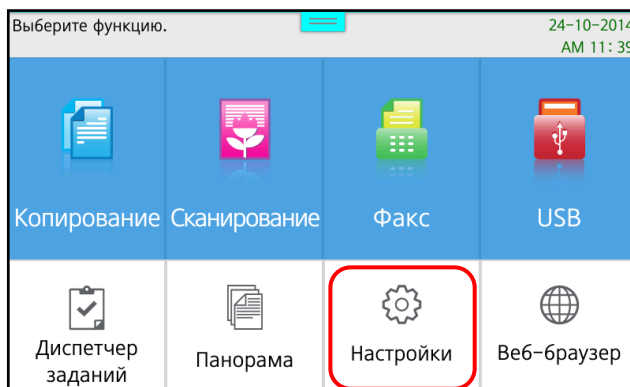 Выберите функцию.
24-10-2014
AM 11:39
Копирование Сканирование Факс USB
Диспетчер заданий
Панорама
Настройки
Веб-браузер